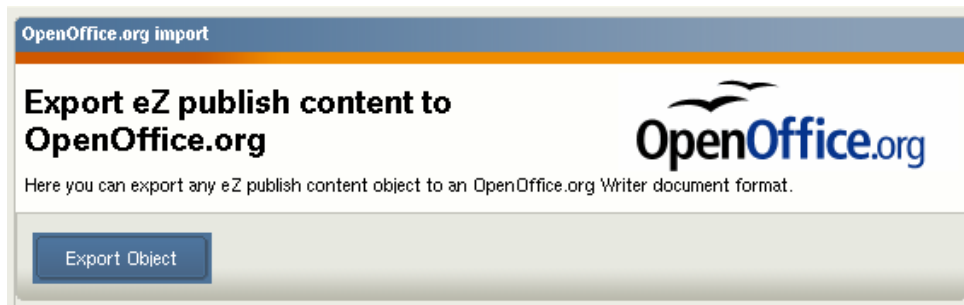 OpenOffice.org import
Export eZ publish content to
OpenOffice.org
OpenOffice.org
Here you can export any eZ publish content object to an OpenOffice.org Writer document format.
Export Object